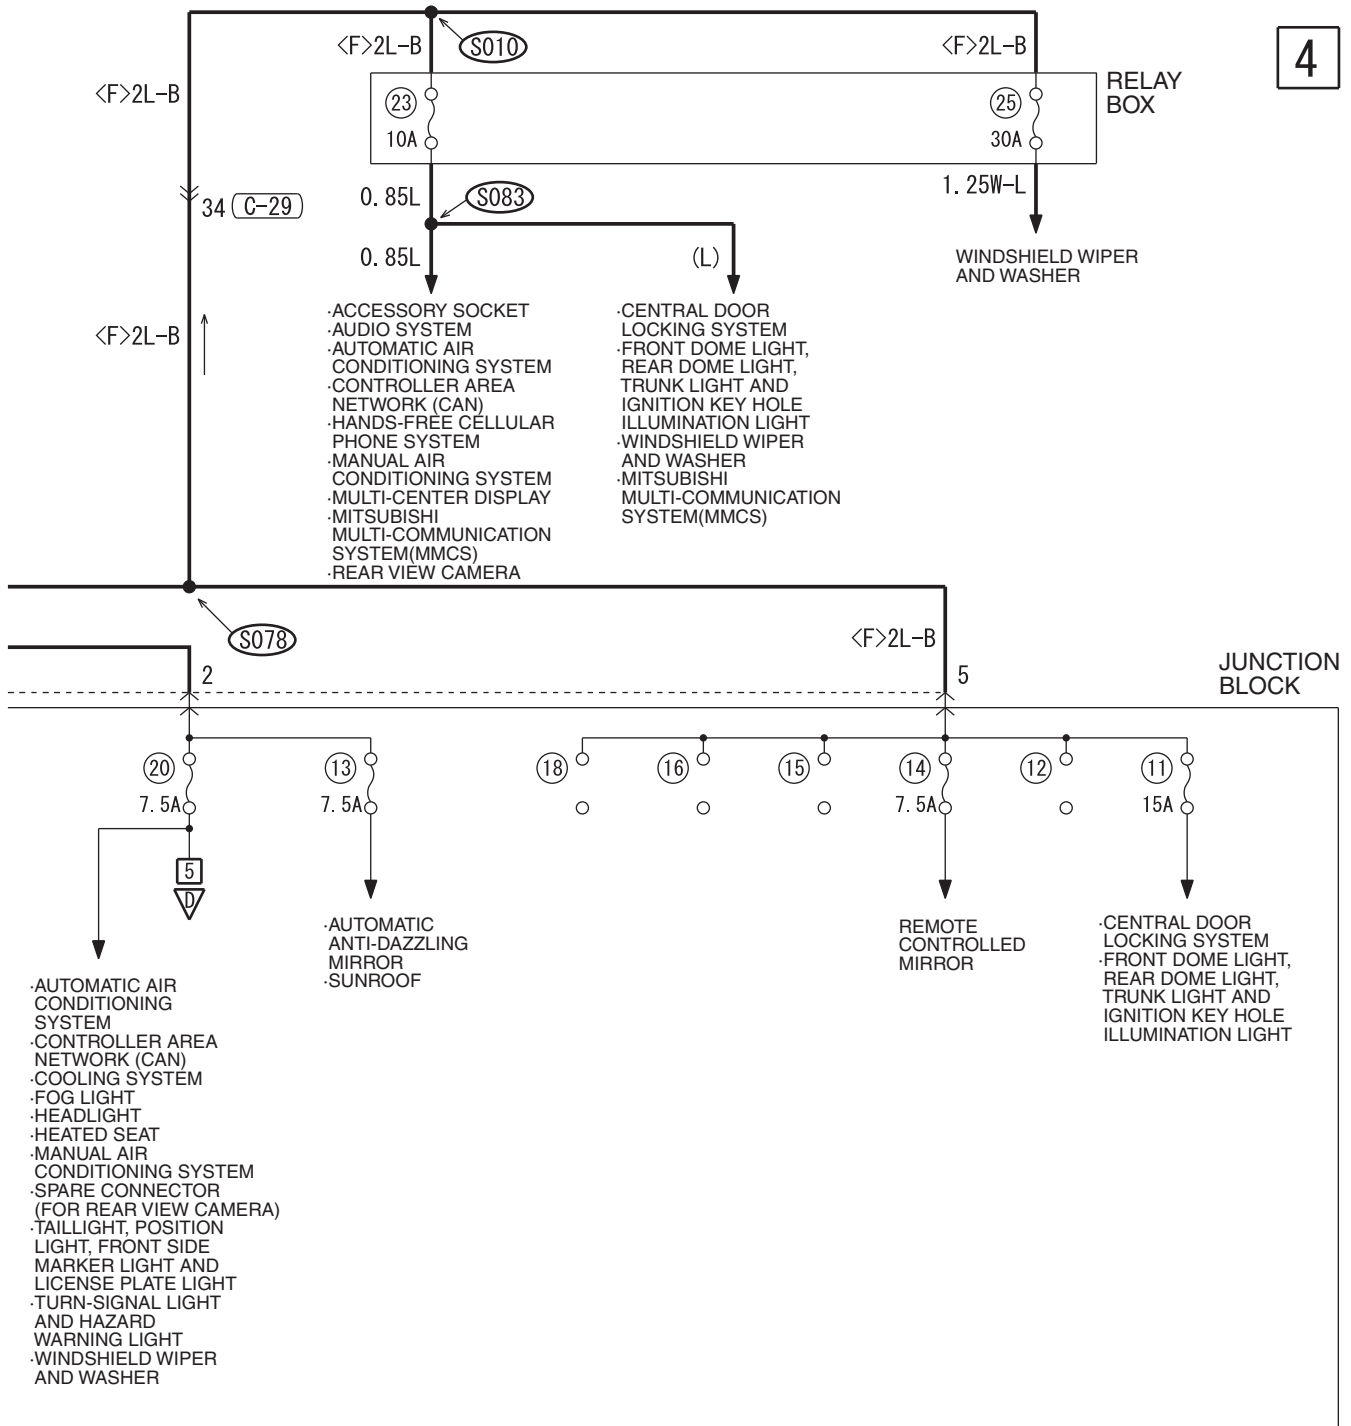 4
S010
<F>2L-B
<F>2L-B
<F>2L-B
RELAY
BOX
23
10A
25
30A
34 C-29
0.85L
S083
1.25W-L
0.85L
(L)
WINDSHIELD WIPER
AND WASHER
<F>2L-B
·ACCESSORY SOCKET
·AUDIO SYSTEM
·AUTOMATIC AIR
CONDITIONING SYSTEM
·CONTROLLER AREA
NETWORK (CAN)
·HANDS-FREE CELLULAR
PHONE SYSTEM
·MANUAL AIR
CONDITIONING SYSTEM
·MULTI-CENTER DISPLAY
·MITSUBISHI
MULTI-COMMUNICATION
SYSTEM(MMCS)
·REAR VIEW CAMERA
·CENTRAL DOOR
LOCKING SYSTEM
·FRONT DOME LIGHT,
REAR DOME LIGHT,
TRUNK LIGHT AND
IGNITION KEY HOLE
ILLUMINATION LIGHT
·WINDSHIELD WIPER
AND WASHER
·MITSUBISHI
MULTI-COMMUNICATION
SYSTEM(MMCS)
S078
<F>2L-B
2
5
JUNCTION
BLOCK
20
7.5A
13
7.5A
18
16
15
14
7.5A
12
11
15A
5
D
·AUTOMATIC
ANTI-DAZZLING
MIRROR
·SUNROOF
REMOTE
CONTROLLED
MIRROR
·CENTRAL DOOR
LOCKING SYSTEM
·FRONT DOME LIGHT,
REAR DOME LIGHT,
TRUNK LIGHT AND
IGNITION KEY HOLE
ILLUMINATION LIGHT
·AUTOMATIC AIR
CONDITIONING
SYSTEM
·CONTROLLER AREA
NETWORK (CAN)
·COOLING SYSTEM
·FOG LIGHT
·HEADLIGHT
·HEATED SEAT
·MANUAL AIR
CONDITIONING SYSTEM
·SPARE CONNECTOR
(FOR REAR VIEW CAMERA)
·TAILLIGHT, POSITION
LIGHT, FRONT SIDE
MARKER LIGHT AND
LICENSE PLATE LIGHT
·TURN-SIGNAL LIGHT
AND HAZARD
WARNING LIGHT
·WINDSHIELD WIPER
AND WASHER